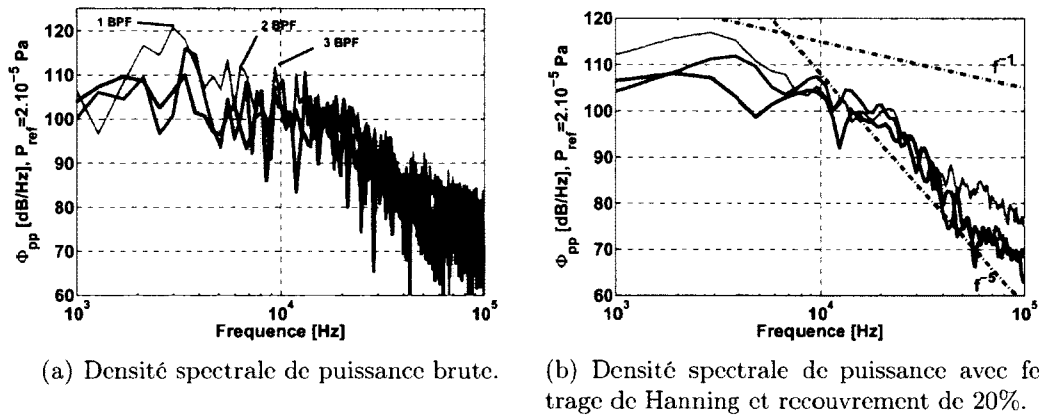 1 BPF
2 BPF
3 BPF
Φpp [dB/Hz], Pref=2.10⁻⁵ Pa
120
110
100
90
80
70
60
10³
10⁴
10⁵
Frequence [Hz]
(a) Densité spectrale de puissance brute.
Φpp [dB/Hz], Pref=2.10⁻⁵ Pa
120
110
100
90
80
70
60
f⁻¹
f⁻⁵
10³
10⁴
10⁵
Frequence [Hz]
(b) Densité spectrale de puissance avec fe
trage de Hanning et recouvrement de 20%.